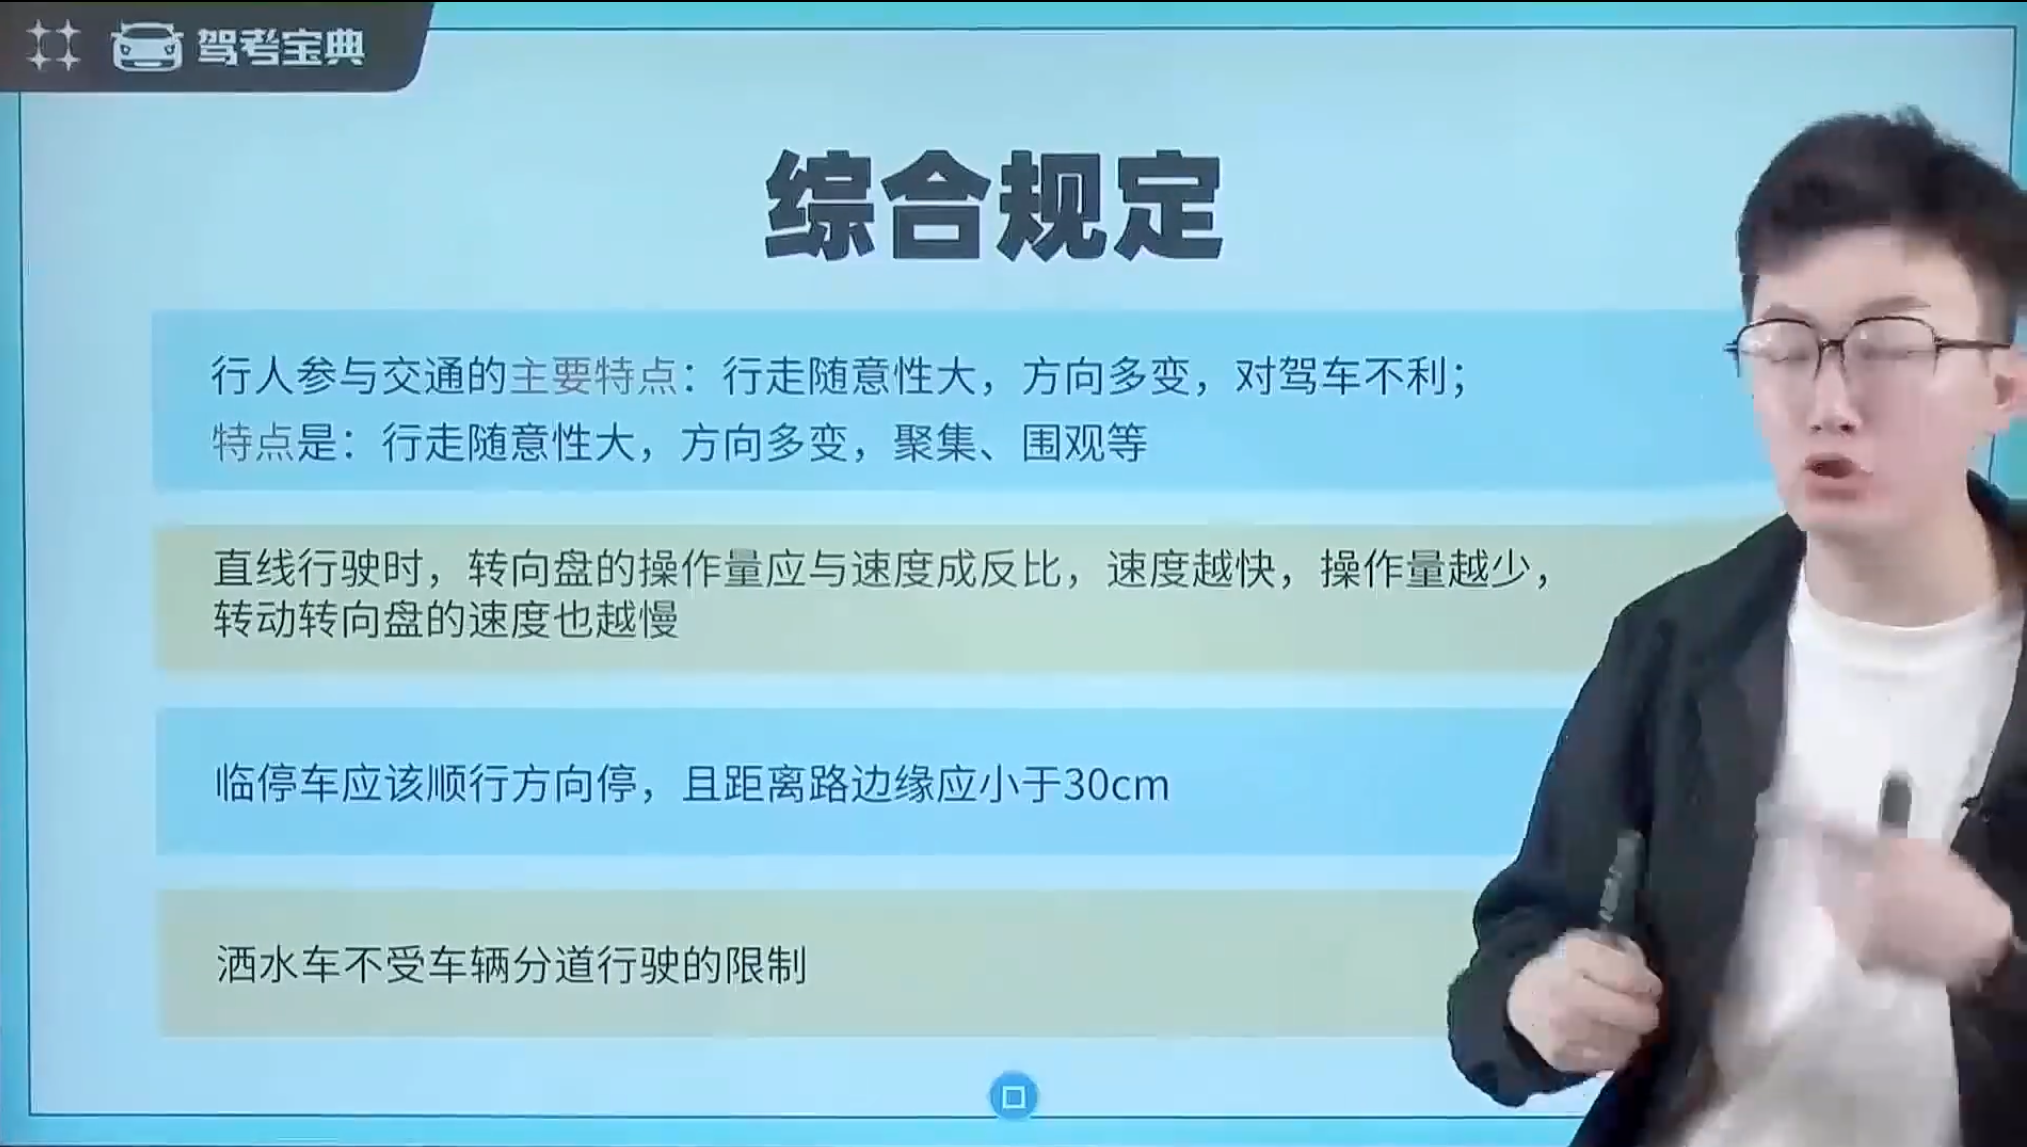 驾考宝典
综合规定
行人参与交通的主要特点：行走随意性大，方向多变，对驾车不利；
特点是：行走随意性大，方向多变，聚集、围观等
直线行驶时，转向盘的操作量应与速度成反比，速度越快，操作量越少，
转动转向盘的速度也越慢
临停车应该顺行方向停，且距离路边缘应小于30cm
洒水车不受车辆分道行驶的限制